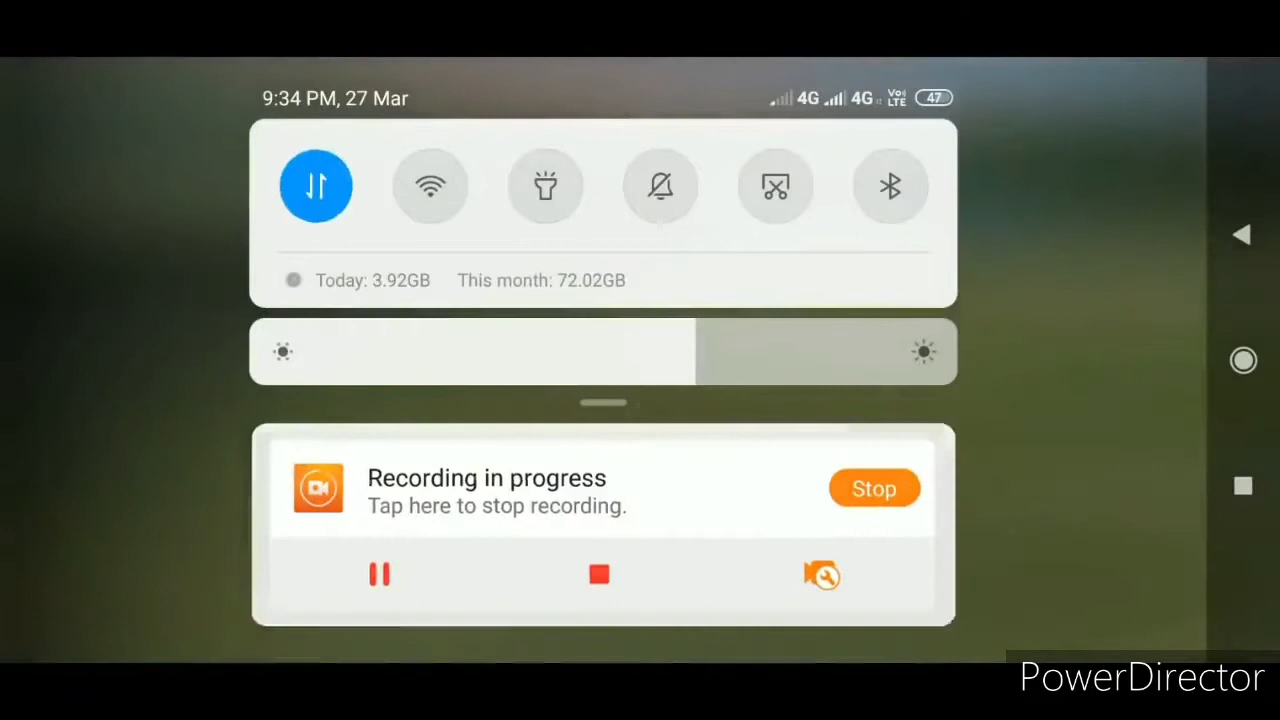 9:34 PM, 27 Mar 4G 4G Vo LTE 47
Today: 3.92GB This month: 72.02GB
Recording in progress
Tap here to stop recording.
Stop
PowerDirector